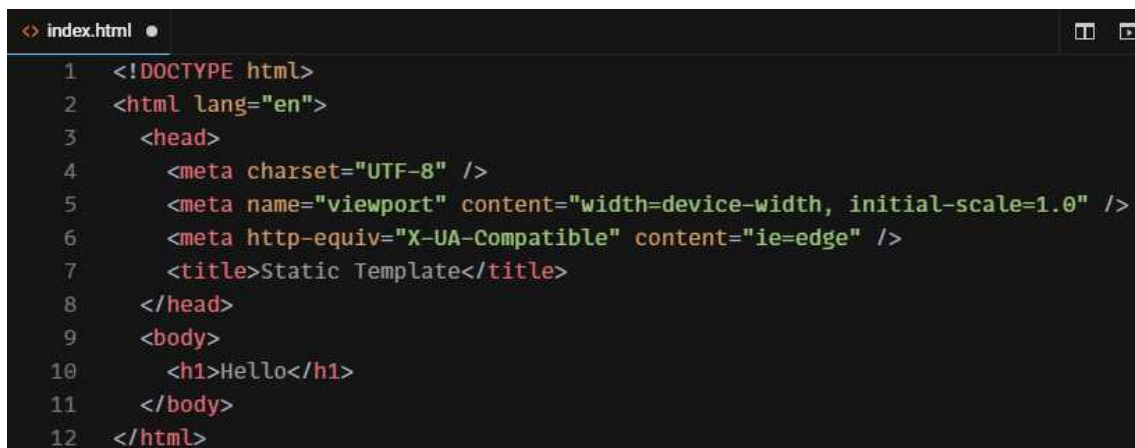 <> index.html ●
1 <!DOCTYPE html>
2 <html lang="en">
3   <head>
4     <meta charset="UTF-8" />
5     <meta name="viewport" content="width=device-width, initial-scale=1.0" />
6     <meta http-equiv="X-UA-Compatible" content="ie=edge" />
7     <title>Static Template</title>
8   </head>
9   <body>
10     <h1>Hello</h1>
11   </body>
12 </html>